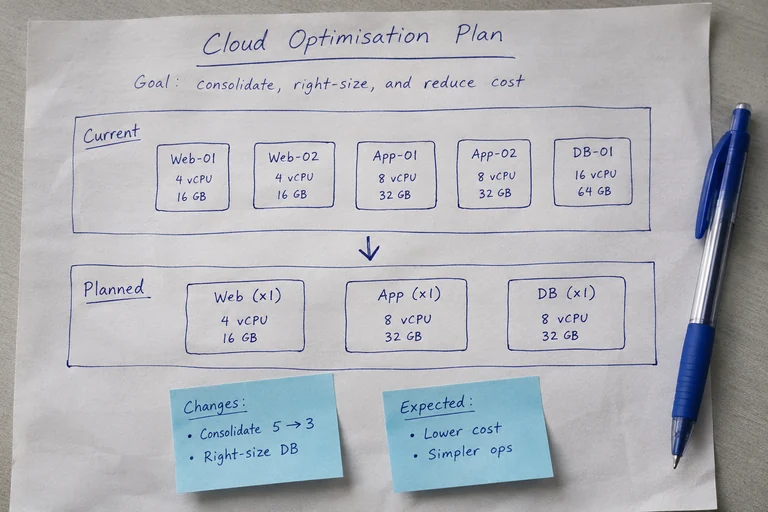 Cloud Optimisation Plan
Goal: consolidate, right-size, and reduce cost
Current
Web-01
4 vCPU
16 GB
Web-02
4 vCPU
16 GB
App-01
8 vCPU
32 GB
App-02
8 vCPU
32 GB
DB-01
16 vCPU
64 GB
↓
Planned
Web (x1)
4 vCPU
16 GB
App (x1)
8 vCPU
32 GB
DB (x1)
8 vCPU
32 GB
Changes:
• Consolidate 5 → 3
• Right-size DB
Expected:
• Lower cost
• Simpler ops